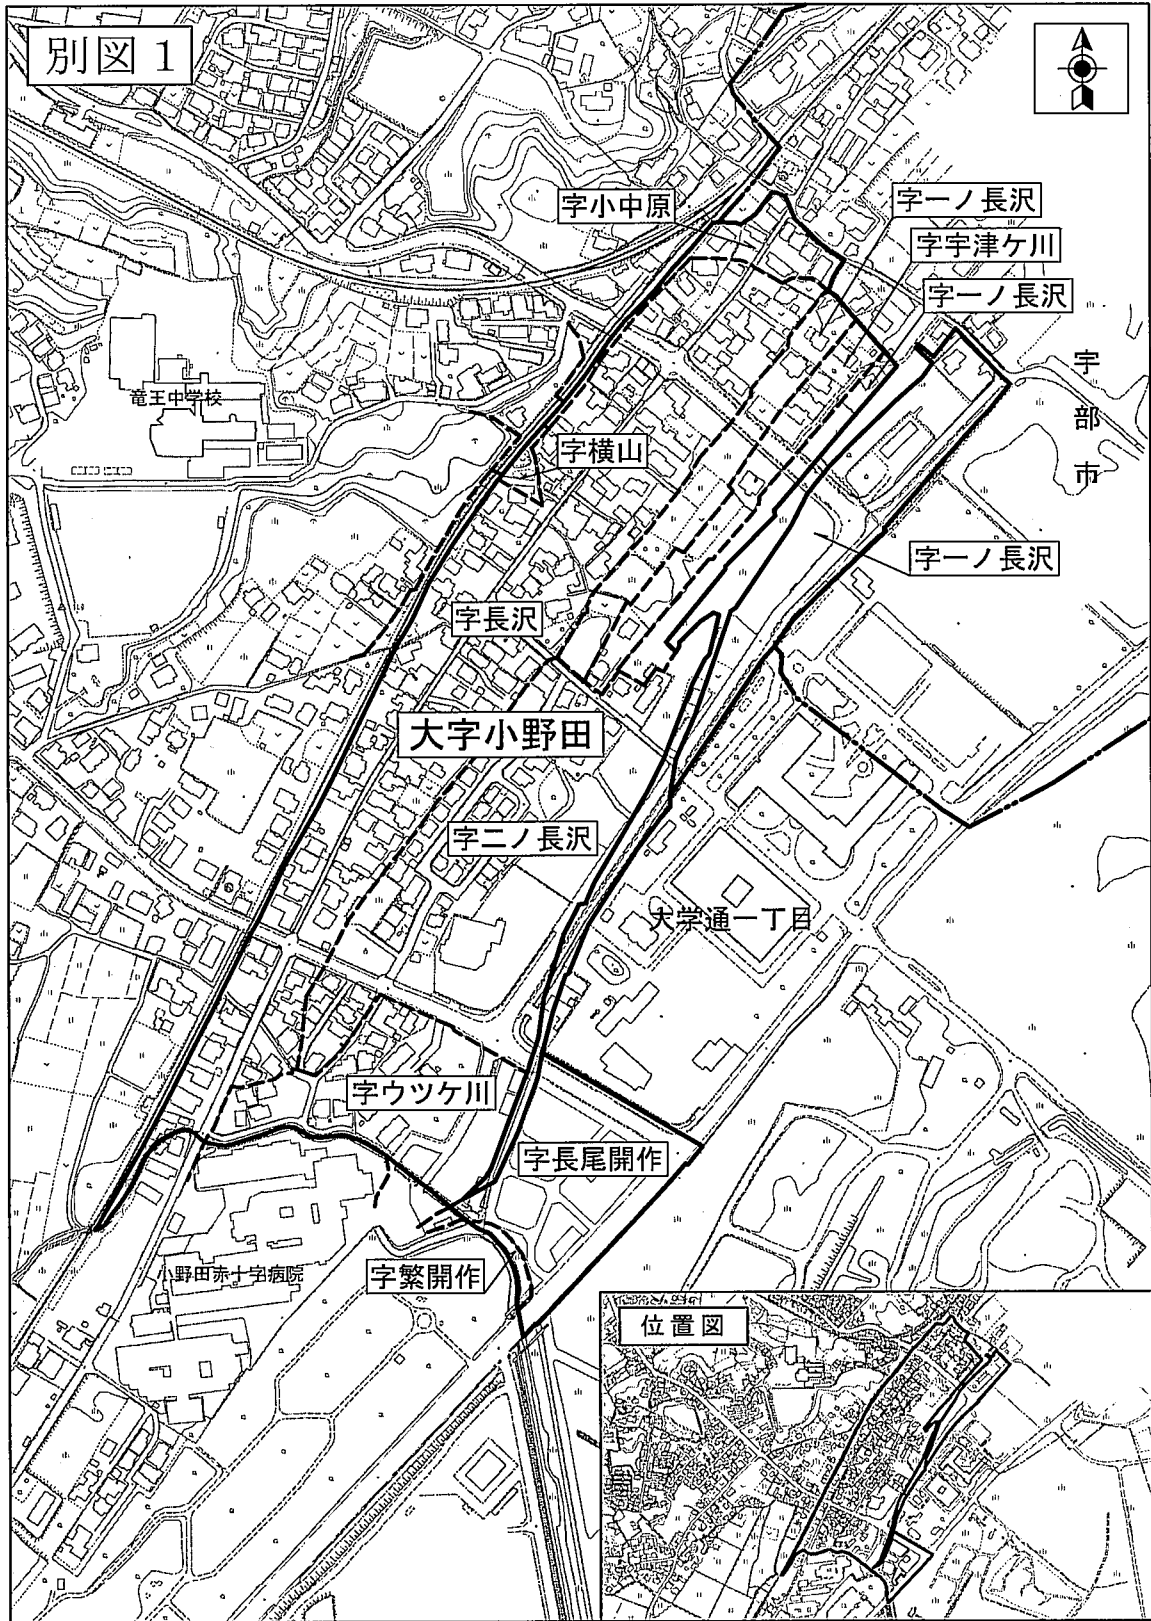 別図1
字小中原
字一ノ長沢
字宇津ケ川
字一ノ長沢
宇部市
竜王中学校
字横山
字一ノ長沢
字長沢
大字小野田
字二ノ長沢
大学通一丁目
字ウツケ川
字長尾開作
字繁開作
小野田赤十字病院
位置図